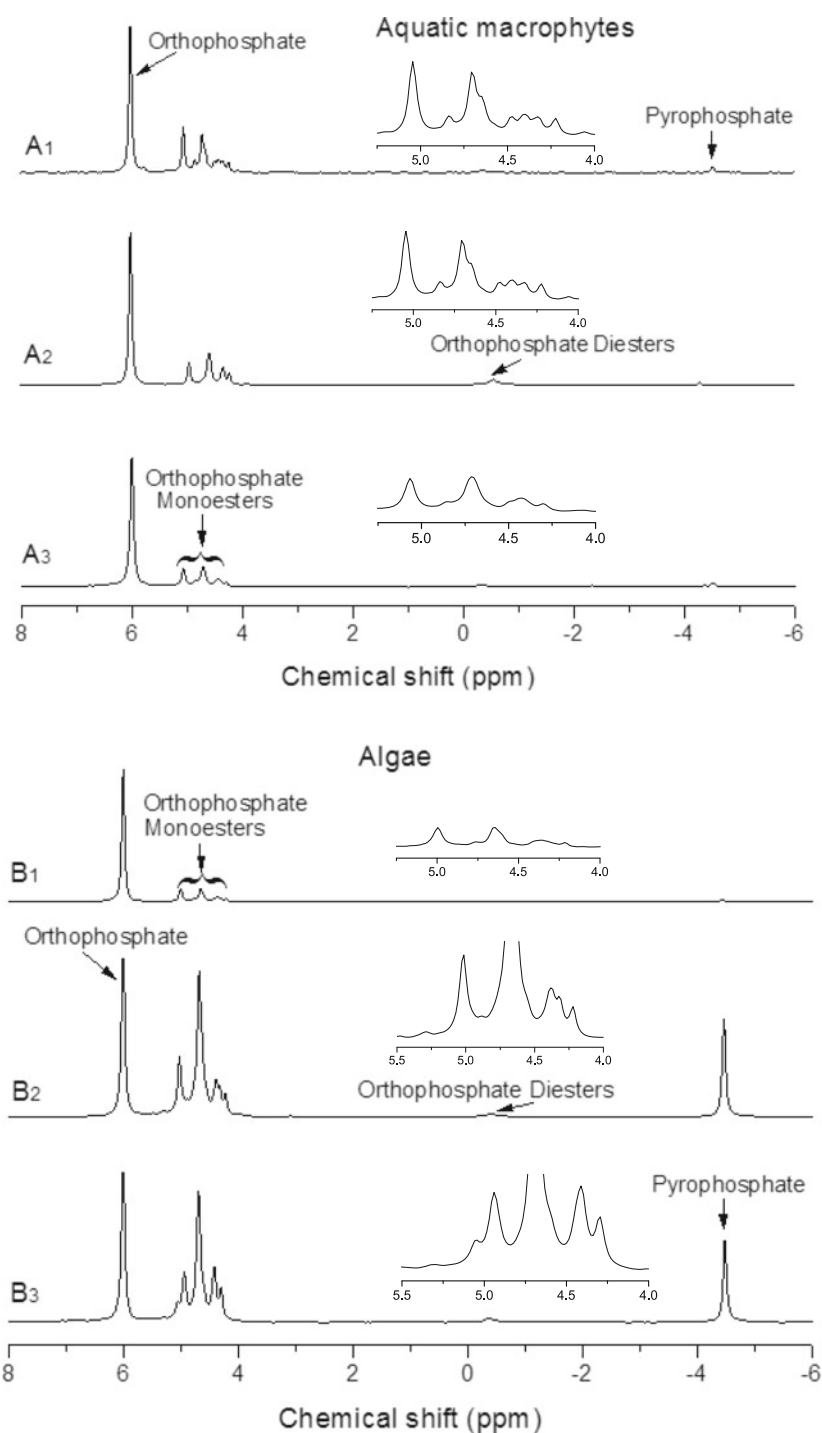 Aquatic macrophytes
Orthophosphate
Pyrophosphate
A1
5.0 4.5 4.0
A2
5.0 4.5 4.0
Orthophosphate Diesters
A3
Orthophosphate
Monoesters
5.0 4.5 4.0
8 6 4 2 0 -2 -4 -6
Chemical shift (ppm)
Algae
Orthophosphate
Monoesters
B1
5.0 4.5 4.0
Orthophosphate
B2
5.5 5.0 4.5 4.0
Orthophosphate Diesters
Pyrophosphate
B3
5.5 5.0 4.5 4.0
8 6 4 2 0 -2 -4 -6
Chemical shift (ppm)